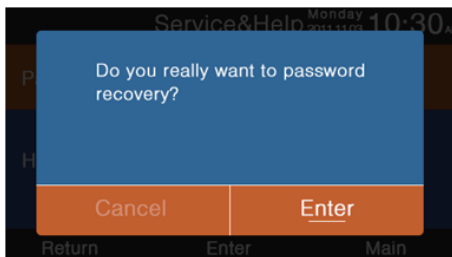 Service&Help
Monday
2011.11.03
10:30
Do you really want to password
recovery?
Cancel
Enter
Return
Enter
Main